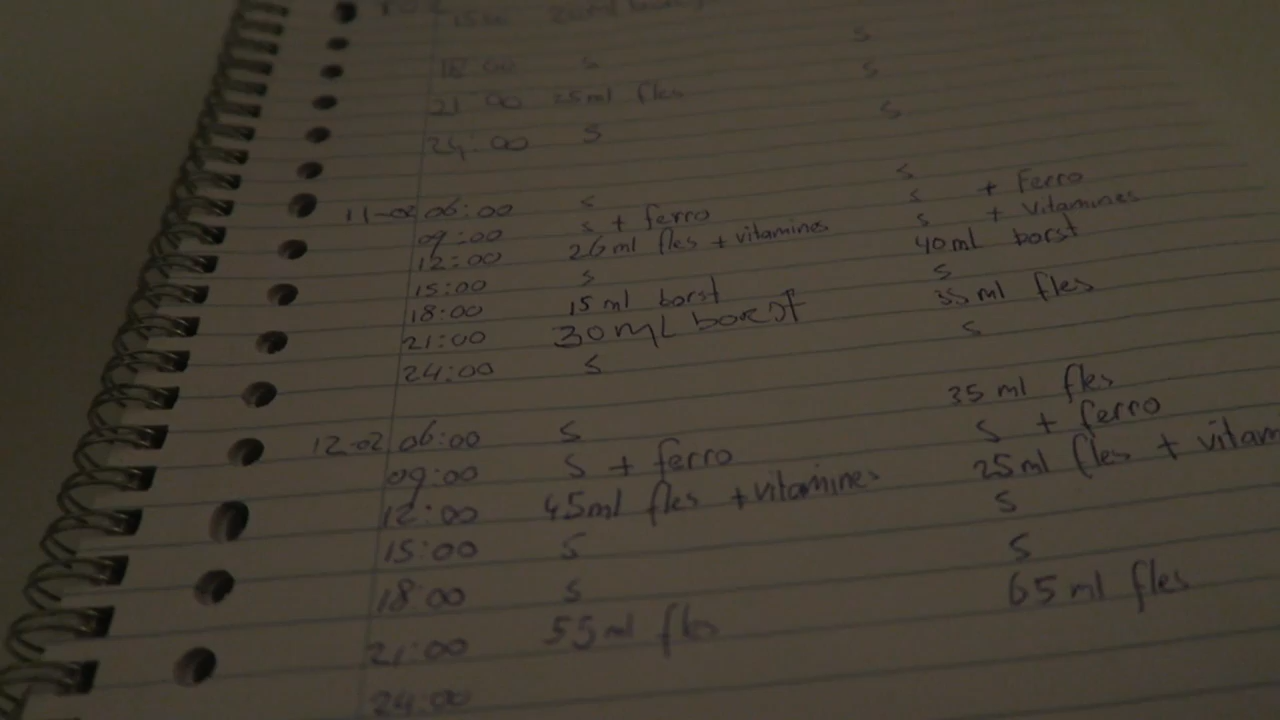 18:00 s s
21:00 25ml fles s
24:00 s s
11-02 06:00 s s
09:00 s + ferro s + Ferro
12:00 26ml fles + vitamines s + vitamines
15:00 s 40ml borst
18:00 15ml borst s
21:00 30ml borst 35ml fles
24:00 s s
12-02 06:00 s 35ml fles
09:00 s + ferro s + ferro
12:00 45ml fles + vitamines 25ml fles + vitam
15:00 s s
18:00 s s
21:00 55ml fles 65ml fles
24:00